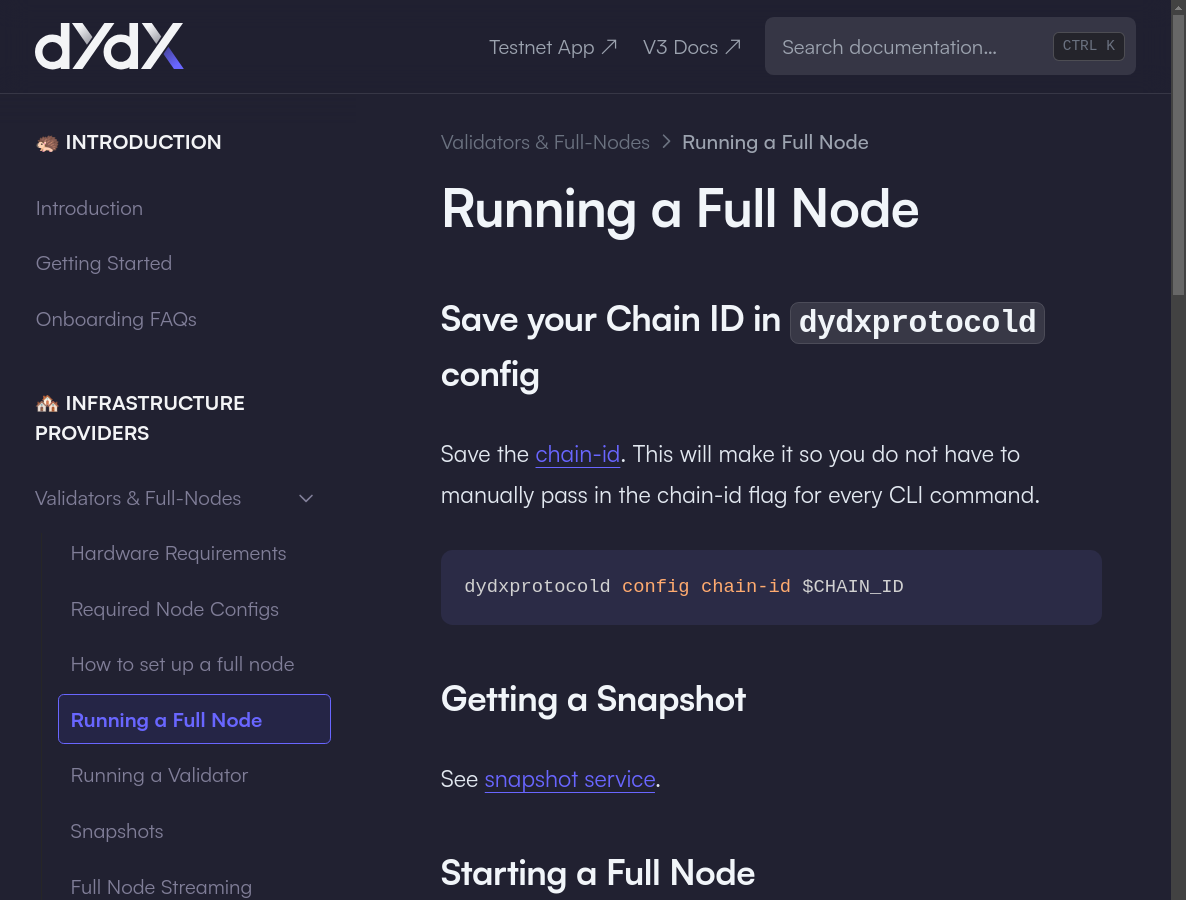 dYdX
Testnet App
V3 Docs
Search documentation...
CTRL K
INTRODUCTION
Introduction
Getting Started
Onboarding FAQs
INFRASTRUCTURE
PROVIDERS
Validators & Full-Nodes
Hardware Requirements
Required Node Configs
How to set up a full node
Running a Full Node
Running a Validator
Snapshots
Full Node Streaming
Validators & Full-Nodes > Running a Full Node
Running a Full Node
Save your Chain ID in dydxprotocold
config
Save the chain-id. This will make it so you do not have to
manually pass in the chain-id flag for every CLI command.
dydxprotocold config chain-id $CHAIN_ID
Getting a Snapshot
See snapshot service.
Starting a Full Node